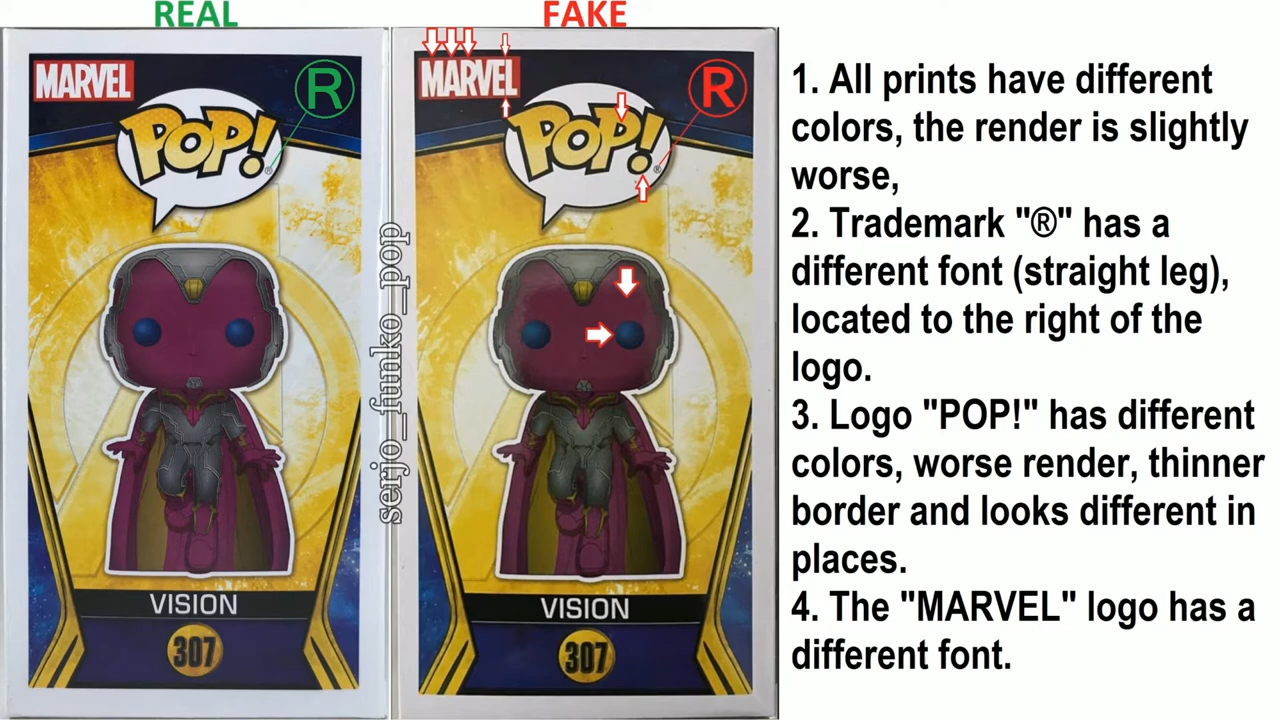 REAL
FAKE
MARVEL
R
POP!
®
VISION
307
serjo_funko_pop
MARVEL
R
POP!
®
VISION
307
1. All prints have different
colors, the render is slightly
worse,
2. Trademark "®" has a
different font (straight leg),
located to the right of the
logo.
3. Logo "POP!" has different
colors, worse render, thinner
border and looks different in
places.
4. The "MARVEL" logo has a
different font.